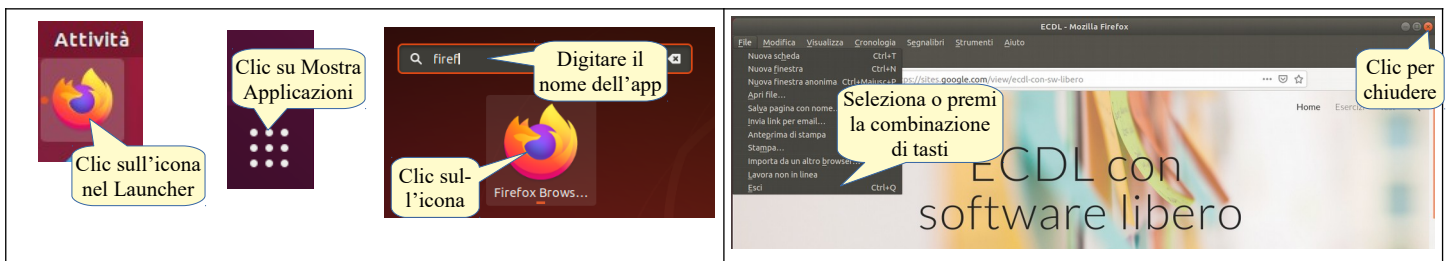 Attività
Clic sull'icona
nel Launcher
Clic su Mostra
Applicazioni
firefl
Digitare il
nome dell'app
Clic sul-
l'icona
Firefox Brows...
ECDL - Mozilla Firefox
File Modifica Visualizza Cronologia Segnalibri Strumenti Aiuto
Nuova scheda Ctrl+T
Nuova finestra Ctrl+N
Nuova finestra anonima Ctrl+Maiusc+P
Apri file...
Salva pagina con nome...
Invia link per email...
Anteprima di stampa
Stampa...
Importa da un altro browser...
Lavora non in linea
Esci Ctrl+Q
ps://sites.google.com/view/ecdl-con-sw-libero
Seleziona o premi
la combinazione
di tasti
Clic per
chiudere
Home
ECDL con
software libero